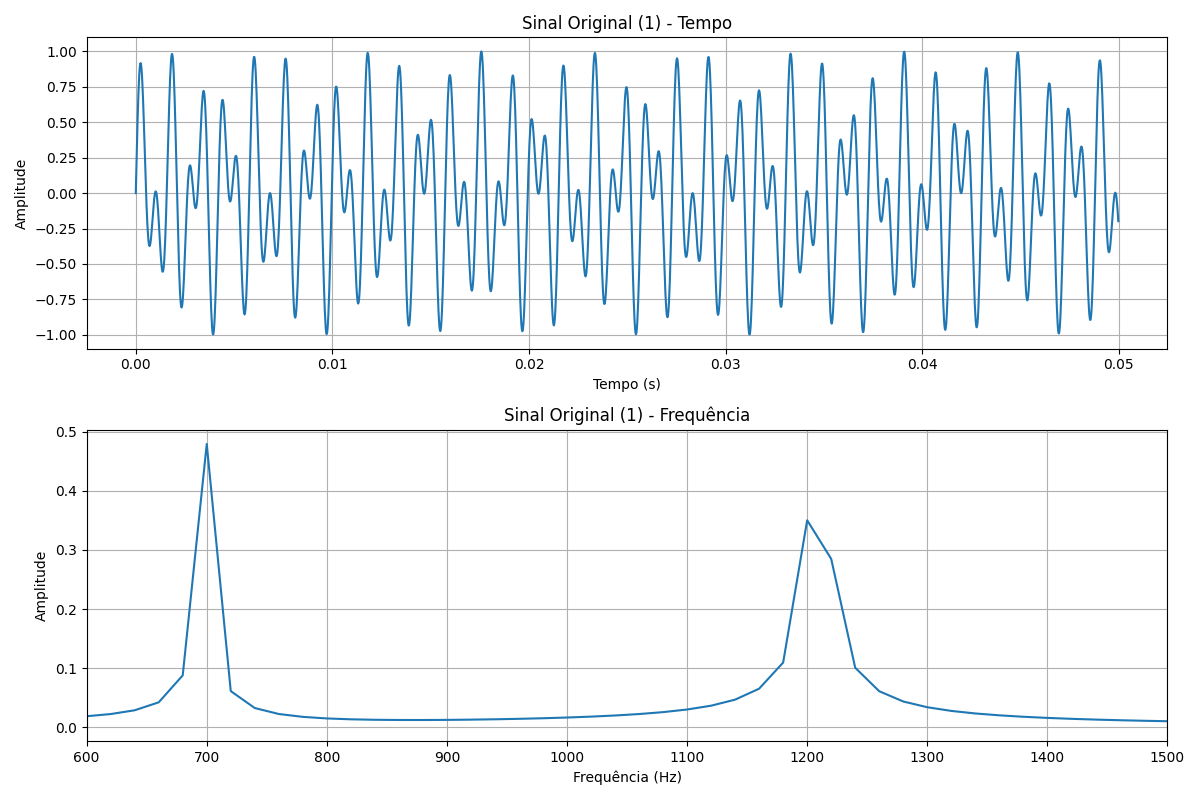 Sinal Original (1) - Tempo
1.00
0.75
0.50
0.25
0.00
−0.25
−0.50
−0.75
−1.00
Amplitude
0.00 0.01 0.02 0.03 0.04 0.05
Tempo (s)
Sinal Original (1) - Frequência
0.5
0.4
0.3
0.2
0.1
0.0
Amplitude
600 700 800 900 1000 1100 1200 1300 1400 1500
Frequência (Hz)